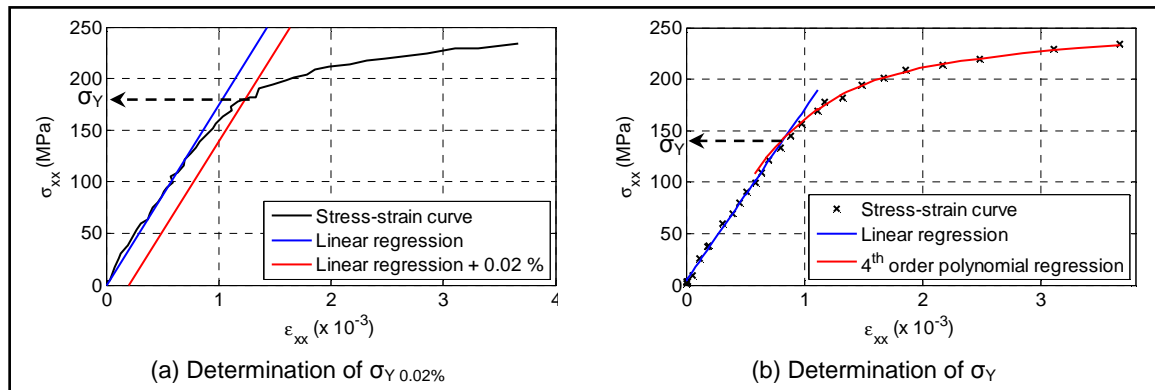 250
200
σY
150
100
50
0
σxx (MPa)
0 1 2 3 4
εxx (x 10-3)
Stress-strain curve
Linear regression
Linear regression + 0.02 %
(a) Determination of σY 0.02%
250
200
150
σY
100
50
0
σxx (MPa)
0 1 2 3
εxx (x 10-3)
Stress-strain curve
Linear regression
4th order polynomial regression
(b) Determination of σY